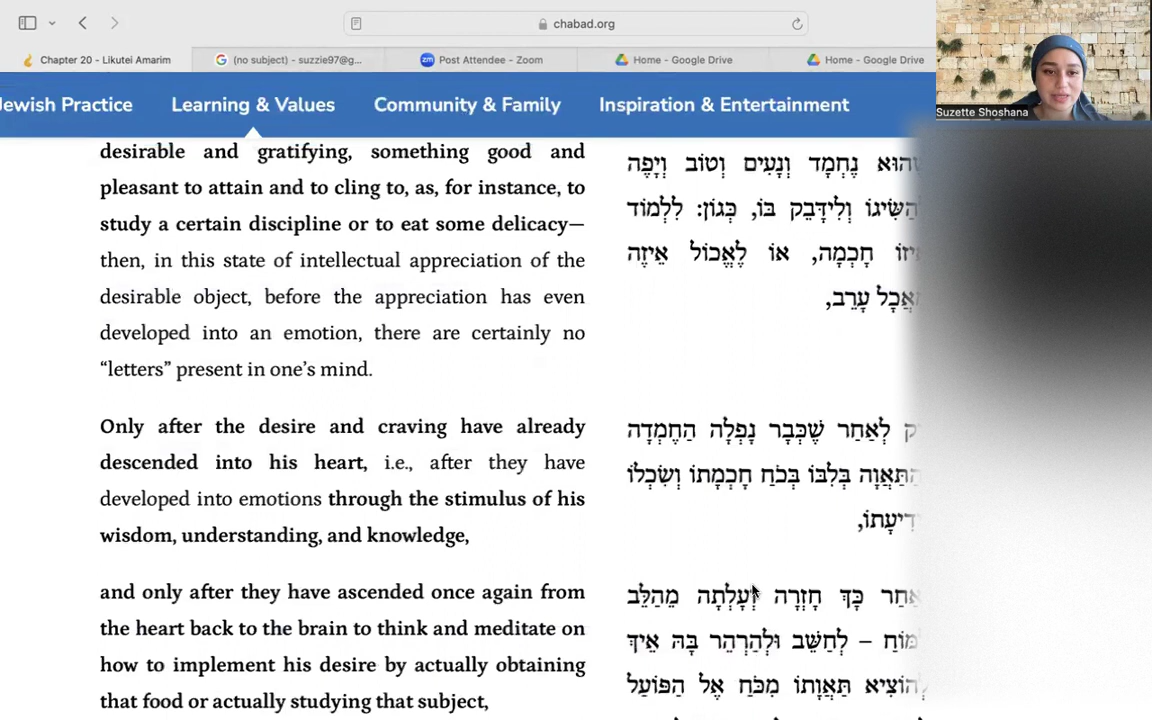 chabad.org
Chapter 20 - Likutei Amarim
(no subject) - suzzie97@g...
Post Attendee - Zoom
Home - Google Drive
Home - Google Drive
Suzette Shoshana
Jewish Practice
Learning & Values
Community & Family
Inspiration & Entertainment
desirable and gratifying, something good and
pleasant to attain and to cling to, as, for instance, to
study a certain discipline or to eat some delicacy—
then, in this state of intellectual appreciation of the
desirable object, before the appreciation has even
developed into an emotion, there are certainly no
“letters” present in one’s mind.
Only after the desire and craving have already
descended into his heart, i.e., after they have
developed into emotions through the stimulus of his
wisdom, understanding, and knowledge,
and only after they have ascended once again from
the heart back to the brain to think and meditate on
how to implement his desire by actually obtaining
that food or actually studying that subject,
נֶחְמָד וְנָעִים וְטוֹב וְיָפֶה
וְלִידָּבֵק בּוֹ, כְּגוֹן: לִלְמוֹד
חָכְמָה, אוֹ לֶאֱכוֹל אֵיזֶה
עָרֵב,
לְאַחַר שֶׁכְּבָר נָפְלָה הַחֶמְדָּה
בְּלִבּוֹ בְּכֹחַ חָכְמָתוֹ וְשִׂכְלוֹ
כָּךְ חָזְרָה וְעָלְתָה מֵהַלֵּב
– לְחַשֵּׁב וּלְהַרְהֵר בָּהּ אֵיךְ
תַּאֲוָתוֹ מִכֹּחַ אֶל הַפּוֹעַל